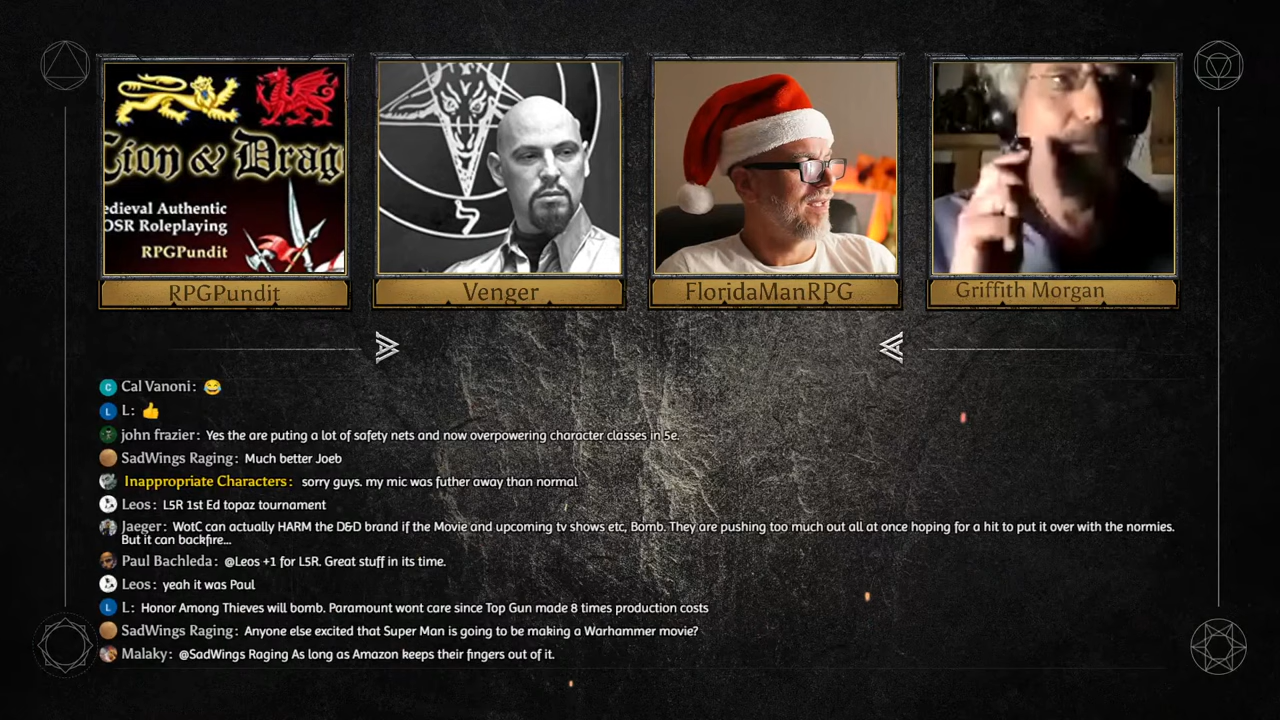 Lion & Drag
edieval Authentic
OSR Roleplaying
RPGPundit
RPGPundit
Venger
FloridaManRPG
Griffith Morgan
C Cal Vanoni: 😂
L L: 👍
john frazier: Yes the are puting a lot of safety nets and now overpowering character classes in 5e.
SadWings Raging: Much better Joeb
Inappropriate Characters: sorry guys. my mic was futher away than normal
Leos: L5R 1st Ed topaz tournament
Jaeger: WotC can actually HARM the D&D brand if the Movie and upcoming tv shows etc, Bomb. They are pushing too much out all at once hoping for a hit to put it over with the normies.
But it can backfire...
Paul Bachleda: @Leos +1 for L5R. Great stuff in its time.
Leos: yeah it was Paul
L L: Honor Among Thieves will bomb. Paramount wont care since Top Gun made 8 times production costs
SadWings Raging: Anyone else excited that Super Man is going to be making a Warhammer movie?
Malaky: @SadWings Raging As long as Amazon keeps their fingers out of it.